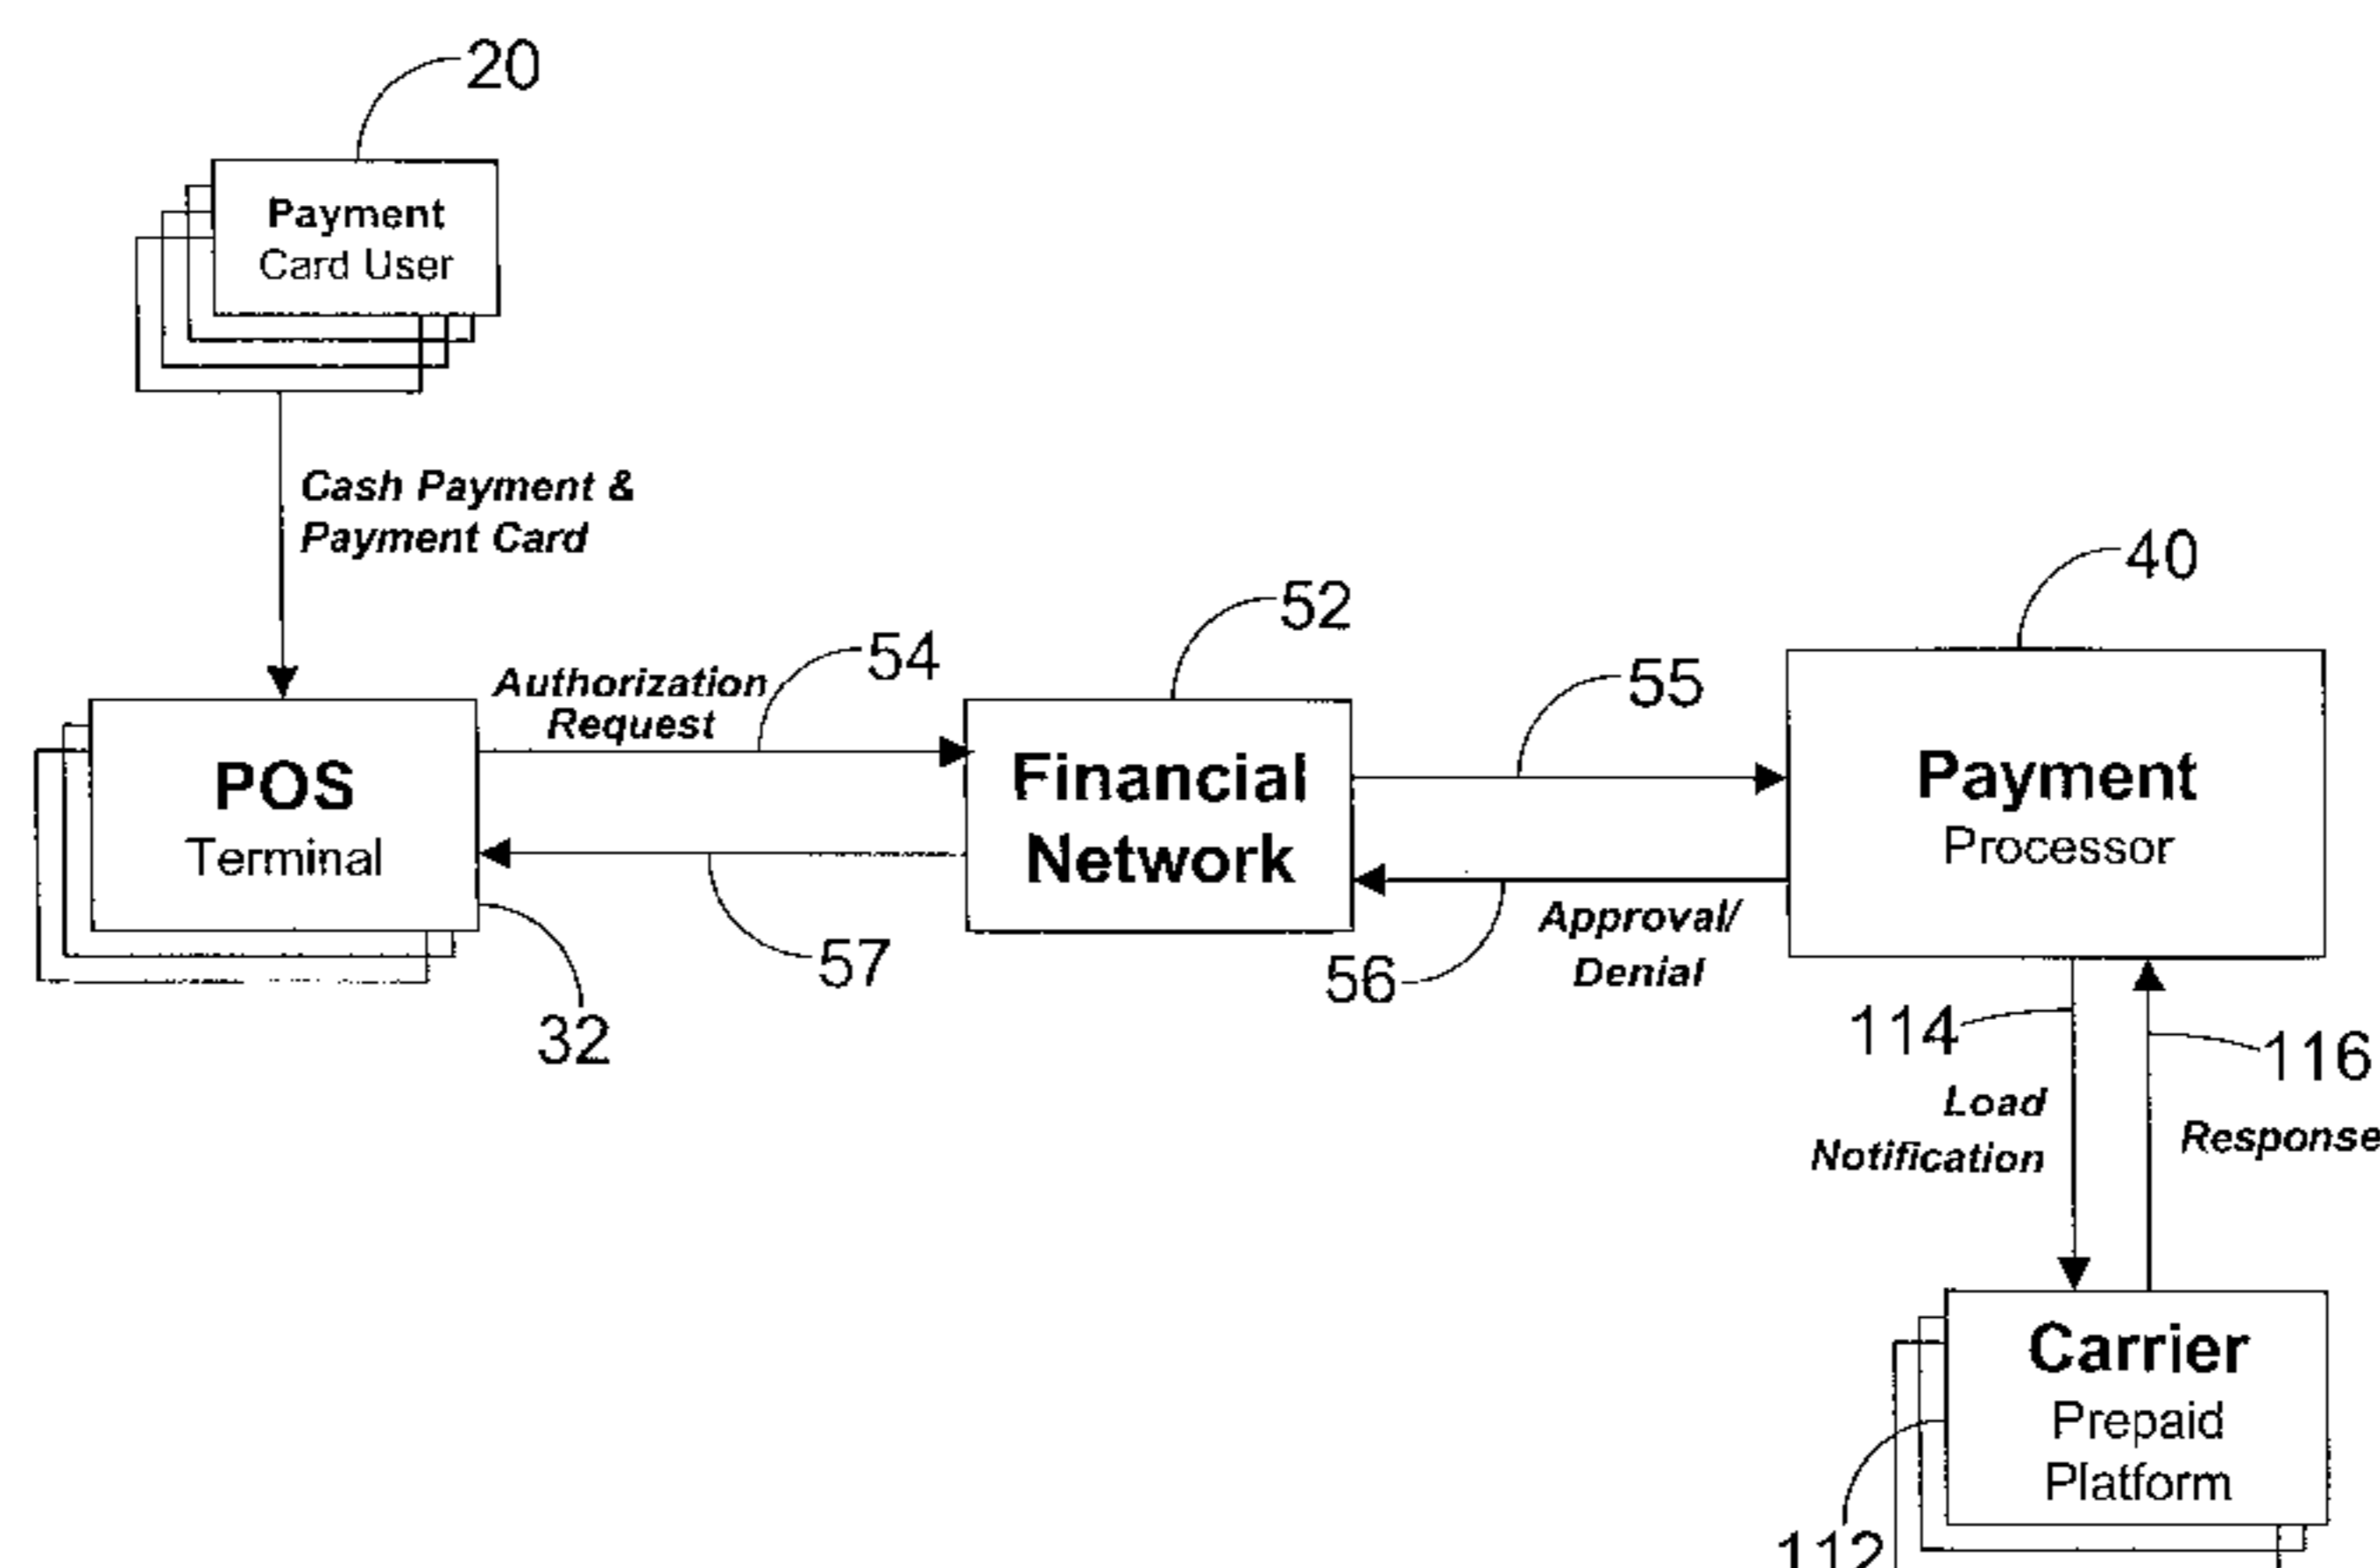 20
Payment
Card User
Cash Payment &
Payment Card
40
52
54
Authorization
Request
55
POS
Terminal
Financial
Network
Payment
Processor
57
56
Approval/
Denial
32
114
116
Load
Notification
Response
Carrier
Prepaid
Platform
112